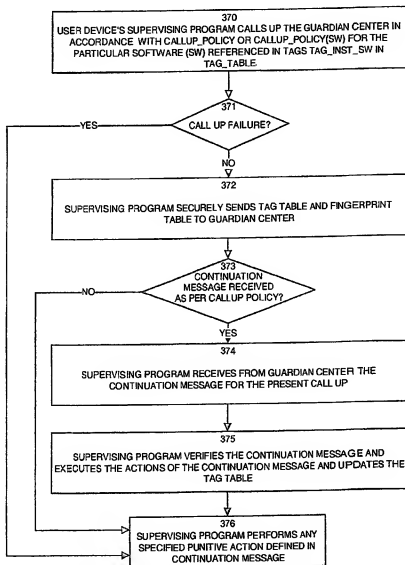 370
USER DEVICE'S SUPERVISING PROGRAM CALLS UP THE GUARDIAN CENTER IN
ACCORDANCE WITH CALLUP_POLICY OR CALLUP_POLICY(SW) FOR THE
PARTICULAR SOFTWARE (SW) REFERENCED IN TAGS TAG_INST_SW IN
TAG_TABLE.
371
YES
CALL UP FAILURE?
NO
372
SUPERVISING PROGRAM SECURELY SENDS TAG TABLE AND FINGERPRINT
TABLE TO GUARDIAN CENTER
373
CONTINUATION
MESSAGE RECEIVED
AS PER CALLUP POLICY?
NO
YES
374
SUPERVISING PROGRAM RECEIVES FROM GUARDIAN CENTER THE
CONTINUATION MESSAGE FOR THE PRESENT CALL UP
375
SUPERVISING PROGRAM VERIFIES THE CONTINUATION MESSAGE AND
EXECUTES THE ACTIONS OF THE CONTINUATION MESSAGE AND UPDATES THE
TAG TABLE
376
SUPERVISING PROGRAM PERFORMS ANY
SPECIFIED PUNITIVE ACTION DEFINED IN
CONTINUATION MESSAGE